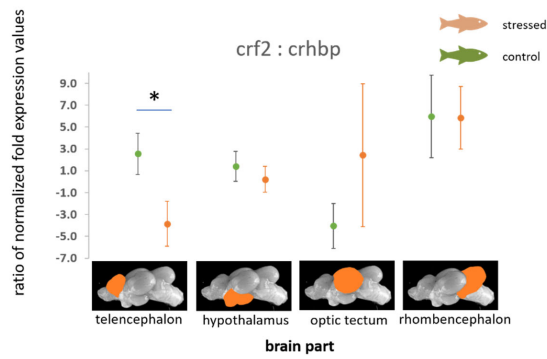 stressed
crf2 : crhbp
control
ratio of normalized fold expression values
9.0
7.0
5.0
3.0
1.0
-1.0
-3.0
-5.0
-7.0
*
telencephalon hypothalamus optic tectum rhombencephalon
brain part